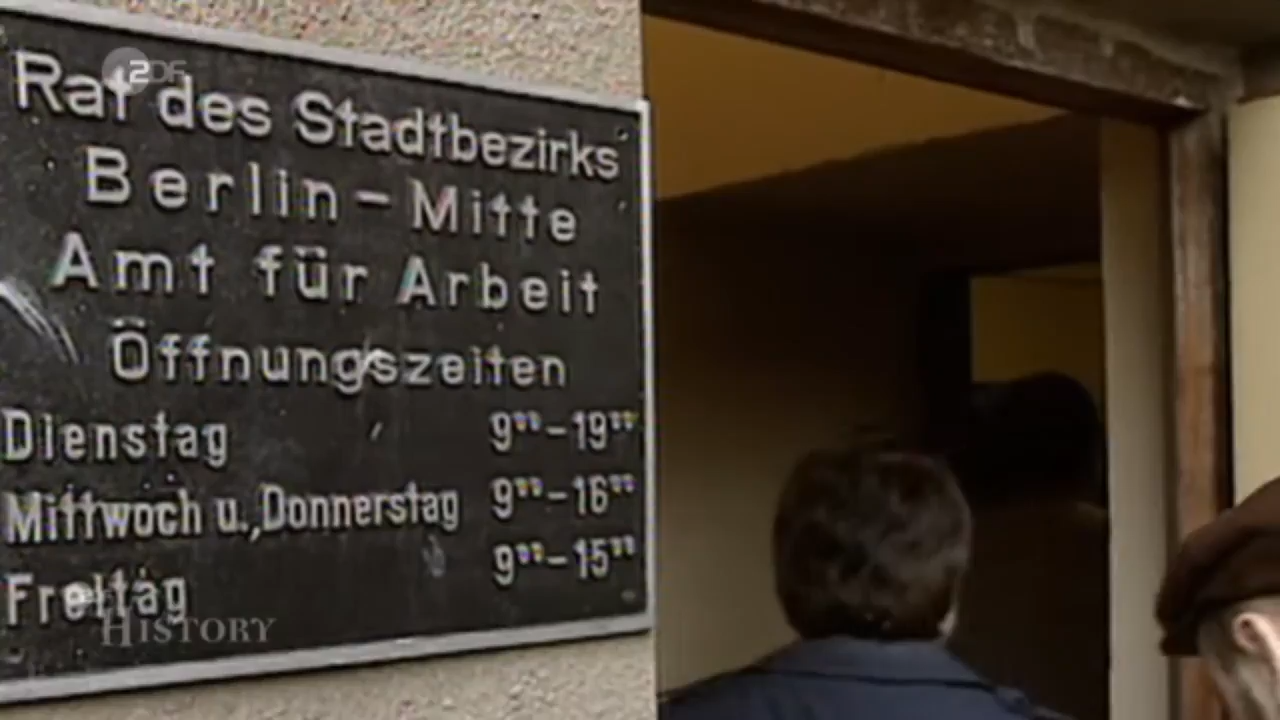 2DF
Rat des Stadtbezirks
Berlin-Mitte
Amt für Arbeit
Öffnungszeiten
Dienstag 9⁰⁰-19⁰⁰
Mittwoch u., Donnerstag 9⁰⁰-16⁰⁰
Freitag 9⁰⁰-15⁰⁰
HISTORY